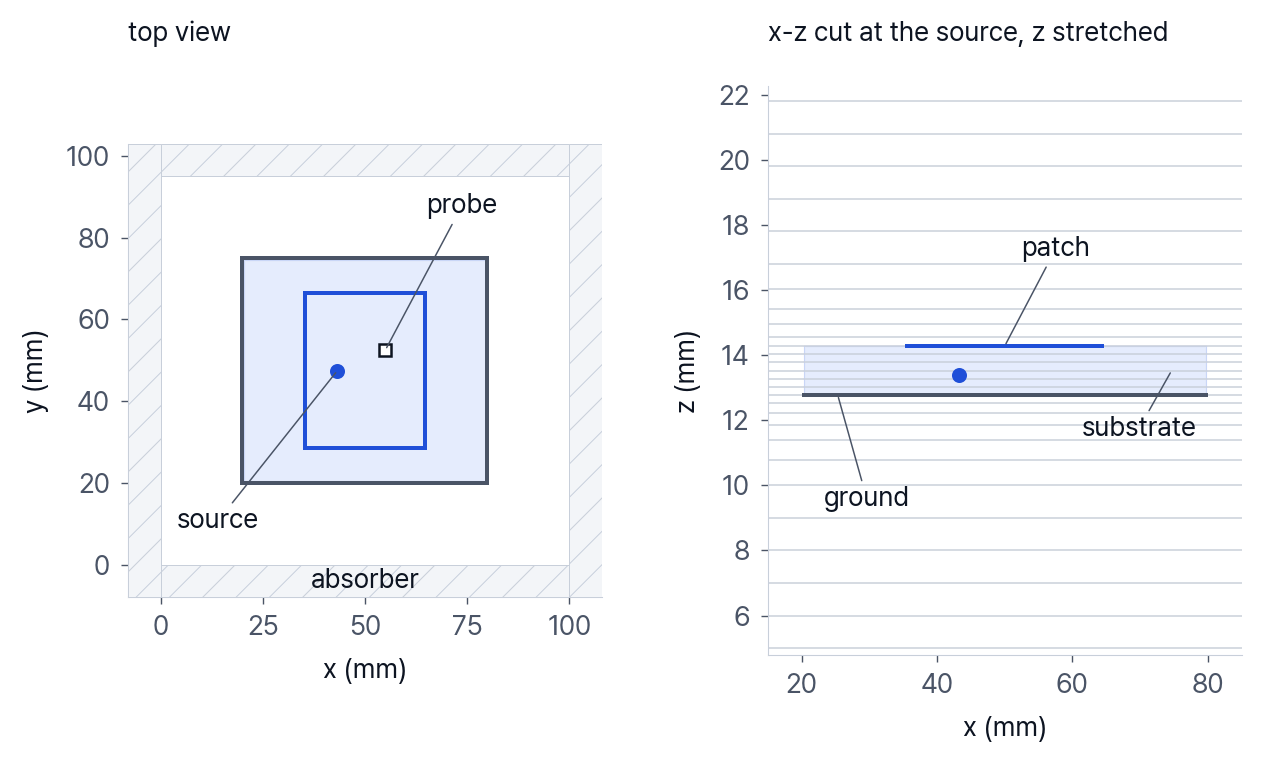 top view
100
80
60
40
20
0
y (mm)
probe
source
absorber
0
25
50
75
100
x (mm)
x-z cut at the source, z stretched
22
20
18
16
14
12
10
8
6
z (mm)
patch
substrate
ground
20
40
60
80
x (mm)